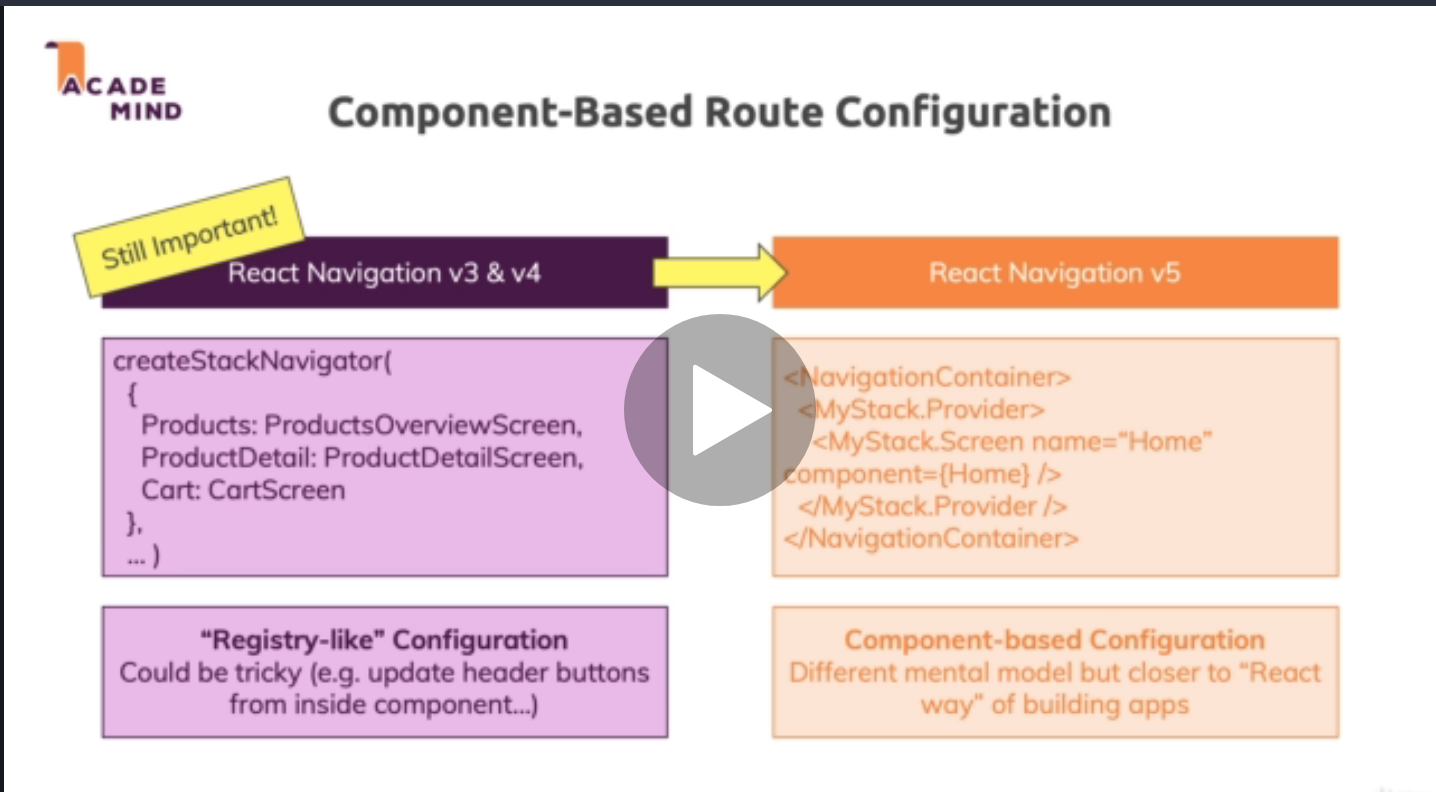 ACADE
MIND
Component-Based Route Configuration
Still Important!
React Navigation v3 & v4
React Navigation v5
createStackNavigator(
{
Products: ProductsOverviewScreen,
ProductDetail: ProductDetailScreen,
Cart: CartScreen
},
... )
<NavigationContainer>
<MyStack.Provider>
<MyStack.Screen name=“Home”
component={Home} />
</MyStack.Provider />
</NavigationContainer>
“Registry-like” Configuration
Could be tricky (e.g. update header buttons
from inside component...)
Component-based Configuration
Different mental model but closer to “React
way” of building apps